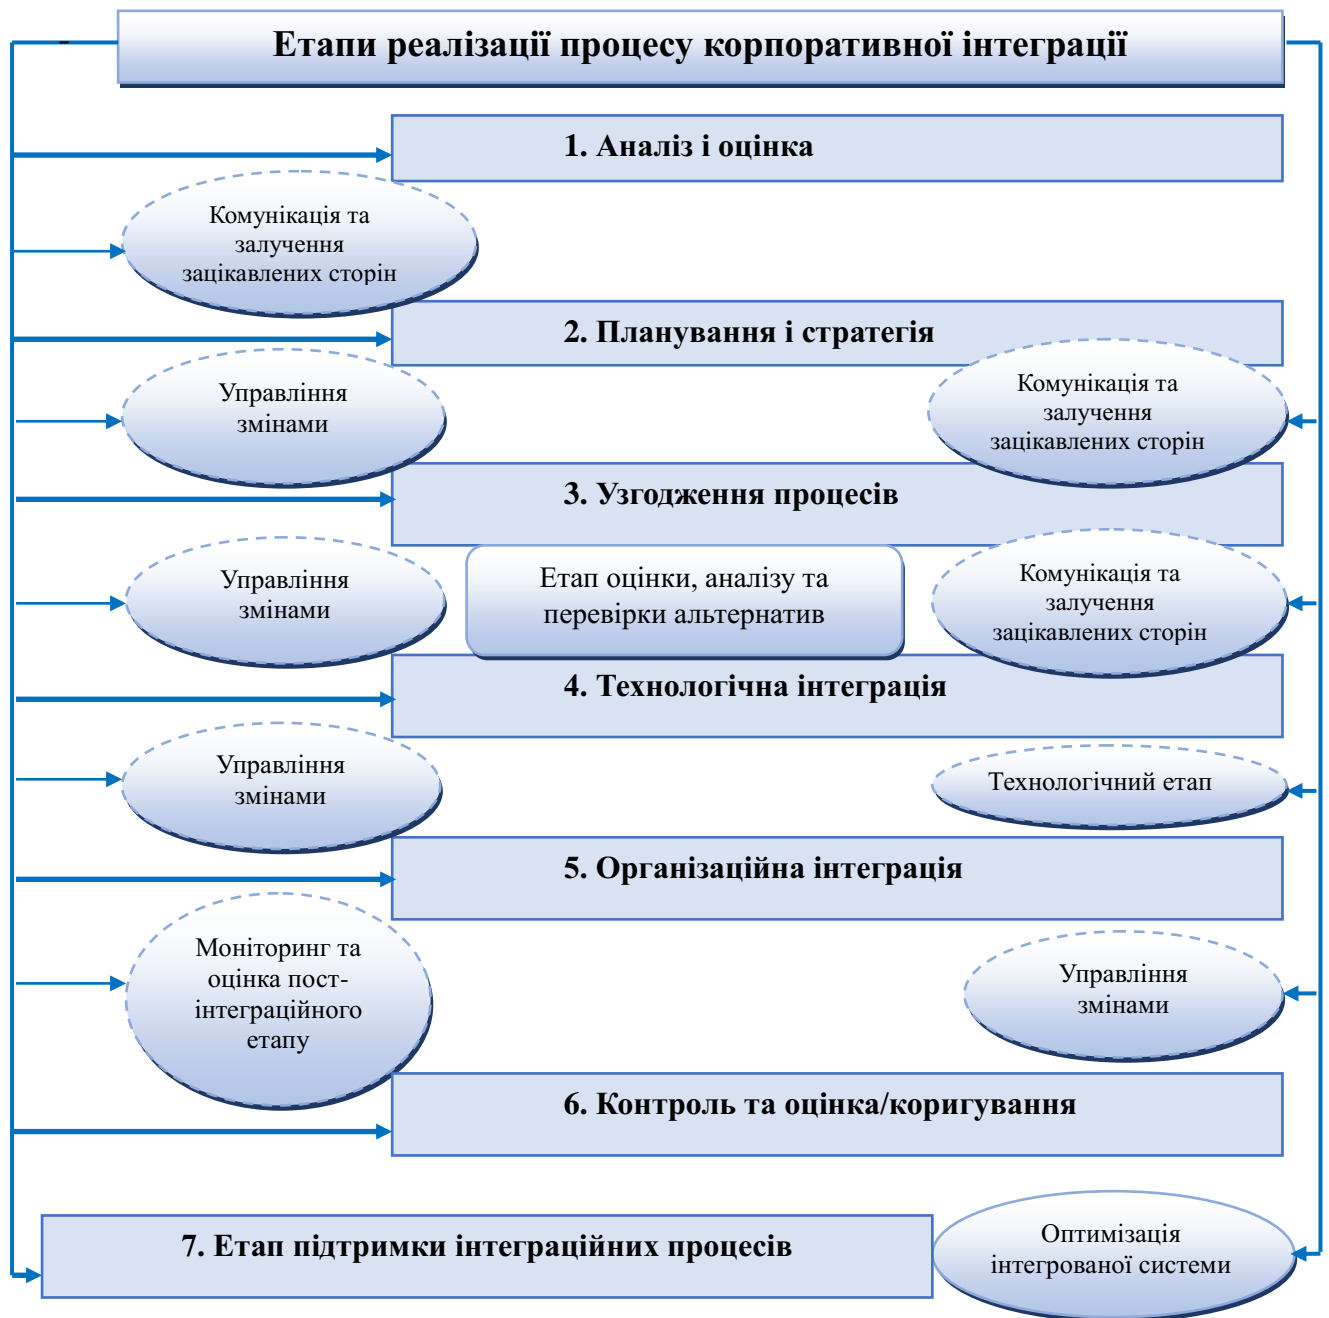 Етапи реалізації процесу корпоративної інтеграції
1. Аналіз і оцінка
Комунікація та
залучення
зацікавлених сторін
2. Планування і стратегія
Управління
змінами
Комунікація та
залучення
зацікавлених сторін
3. Узгодження процесів
Управління
змінами
Етап оцінки, аналізу та
перевірки альтернатив
Комунікація та
залучення
зацікавлених сторін
4. Технологічна інтеграція
Управління
змінами
Технологічний етап
5. Організаційна інтеграція
Моніторинг та
оцінка пост-
інтеграційного
етапу
Управління
змінами
6. Контроль та оцінка/коригування
7. Етап підтримки інтеграційних процесів
Оптимізація
інтегрованої системи